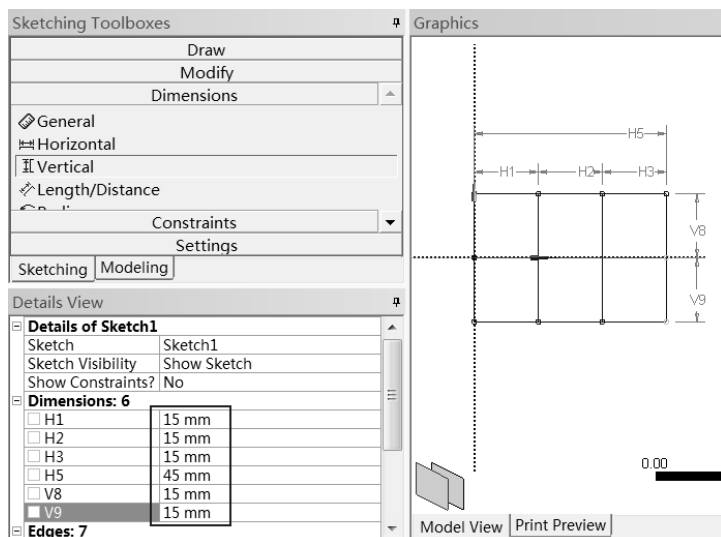 Sketching Toolboxes
Draw
Modify
Dimensions
General
Horizontal
Vertical
Length/Distance
Constraints
Settings
Sketching Modeling
Details View
Details of Sketch1
Sketch Sketch1
Sketch Visibility Show Sketch
Show Constraints? No
Dimensions: 6
H1 15 mm
H2 15 mm
H3 15 mm
H5 45 mm
V8 15 mm
V9 15 mm
Edges: 7
Graphics
H5
H1 H2 H3
V8
V9
0.00
Model View Print Preview